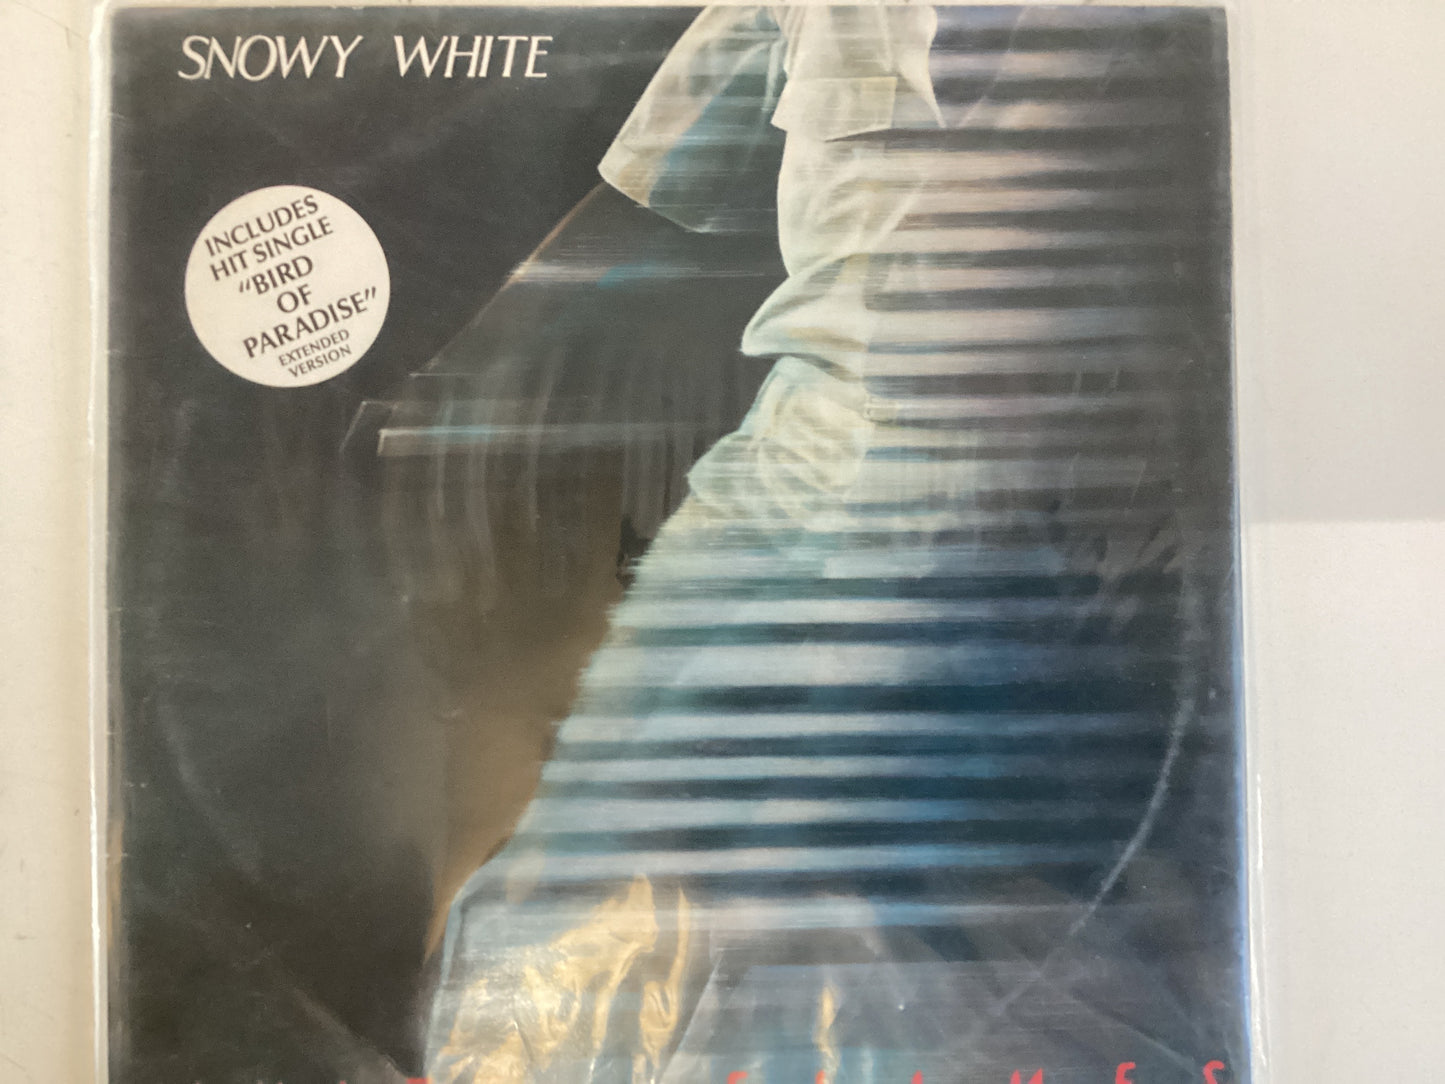 SNOWY WHITE
INCLUDES
HIT SINGLE
"BIRD
OF
PARADISE"
EXTENDED
VERSION